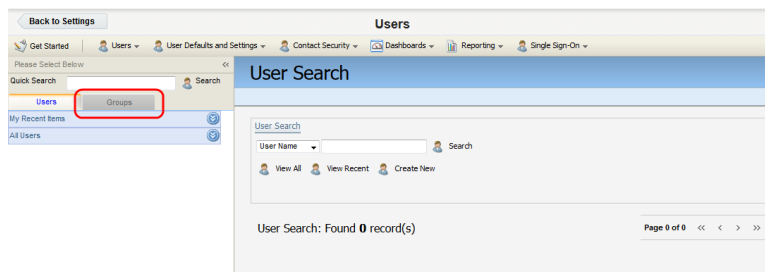 Back to Settings
Users
Get Started Users User Defaults and Settings Contact Security Dashboards Reporting Single Sign-On
Please Select Below
Quick Search Search
Users Groups
My Recent Items
All Users
User Search
User Search
User Name Search
View All View Recent Create New
User Search: Found 0 record(s)
Page 0 of 0